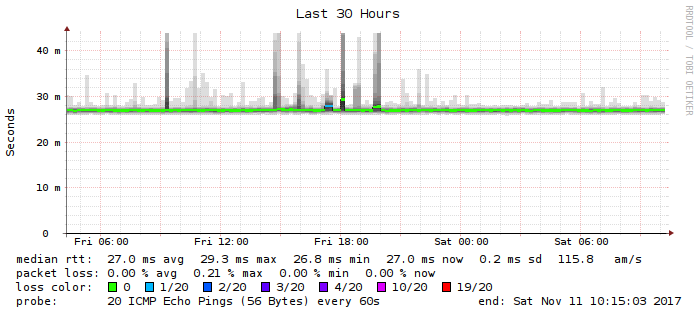 Last 30 Hours
RRDTOOL / TOBI OETIKER
Seconds
40 m
30 m
20 m
10 m
0
Fri 06:00 Fri 12:00 Fri 18:00 Sat 00:00 Sat 06:00
median rtt: 27.0 ms avg 29.3 ms max 26.8 ms min 27.0 ms now 0.2 ms sd 115.8 am/s
packet loss: 0.00 % avg 0.21 % max 0.00 % min 0.00 % now
loss color: 0 1/20 2/20 3/20 4/20 10/20 19/20
probe: 20 ICMP Echo Pings (56 Bytes) every 60s end: Sat Nov 11 10:15:03 2017